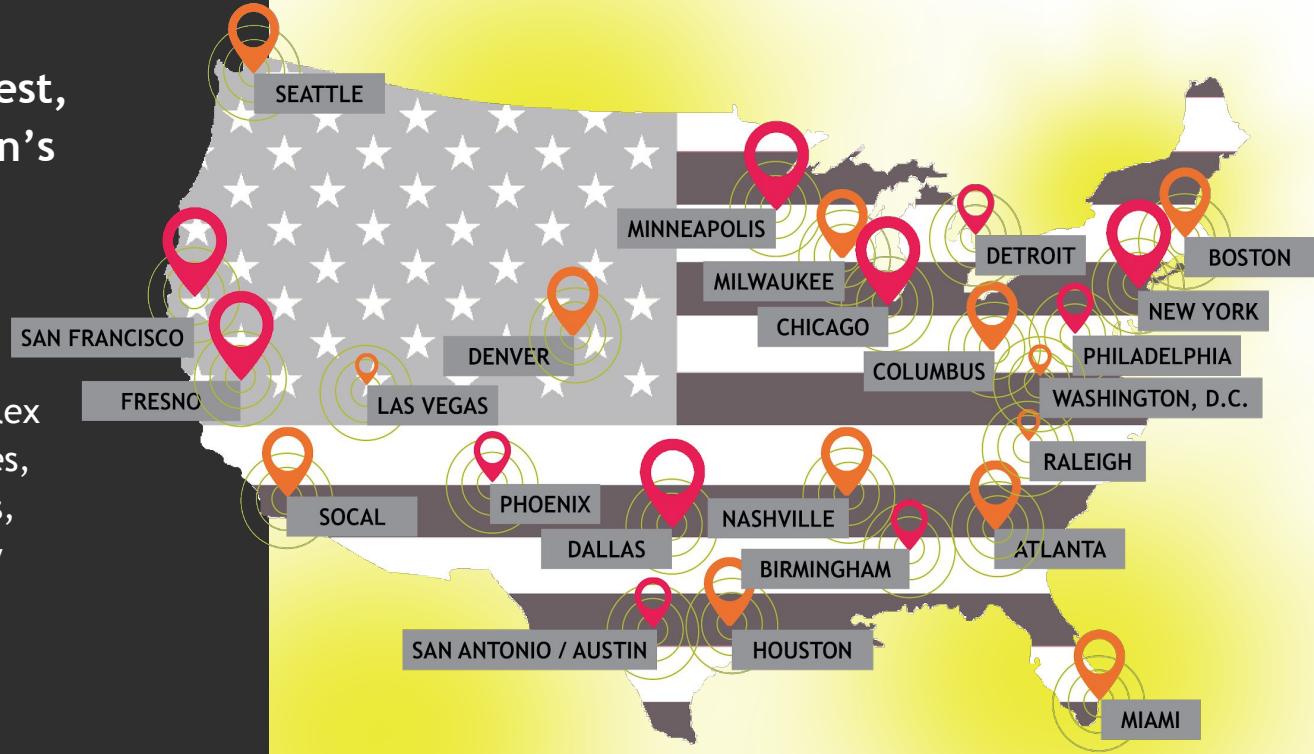 est,
n's
lex
es,
s,
SEATTLE
MINNEAPOLIS
DETROIT
BOSTON
MILWAUKEE
NEW YORK
CHICAGO
SAN FRANCISCO
DENVER
PHILADELPHIA
COLUMBUS
FRESNO
LAS VEGAS
WASHINGTON, D.C.
RALEIGH
PHOENIX
SOCAL
NASHVILLE
DALLAS
ATLANTA
BIRMINGHAM
SAN ANTONIO / AUSTIN
HOUSTON
MIAMI